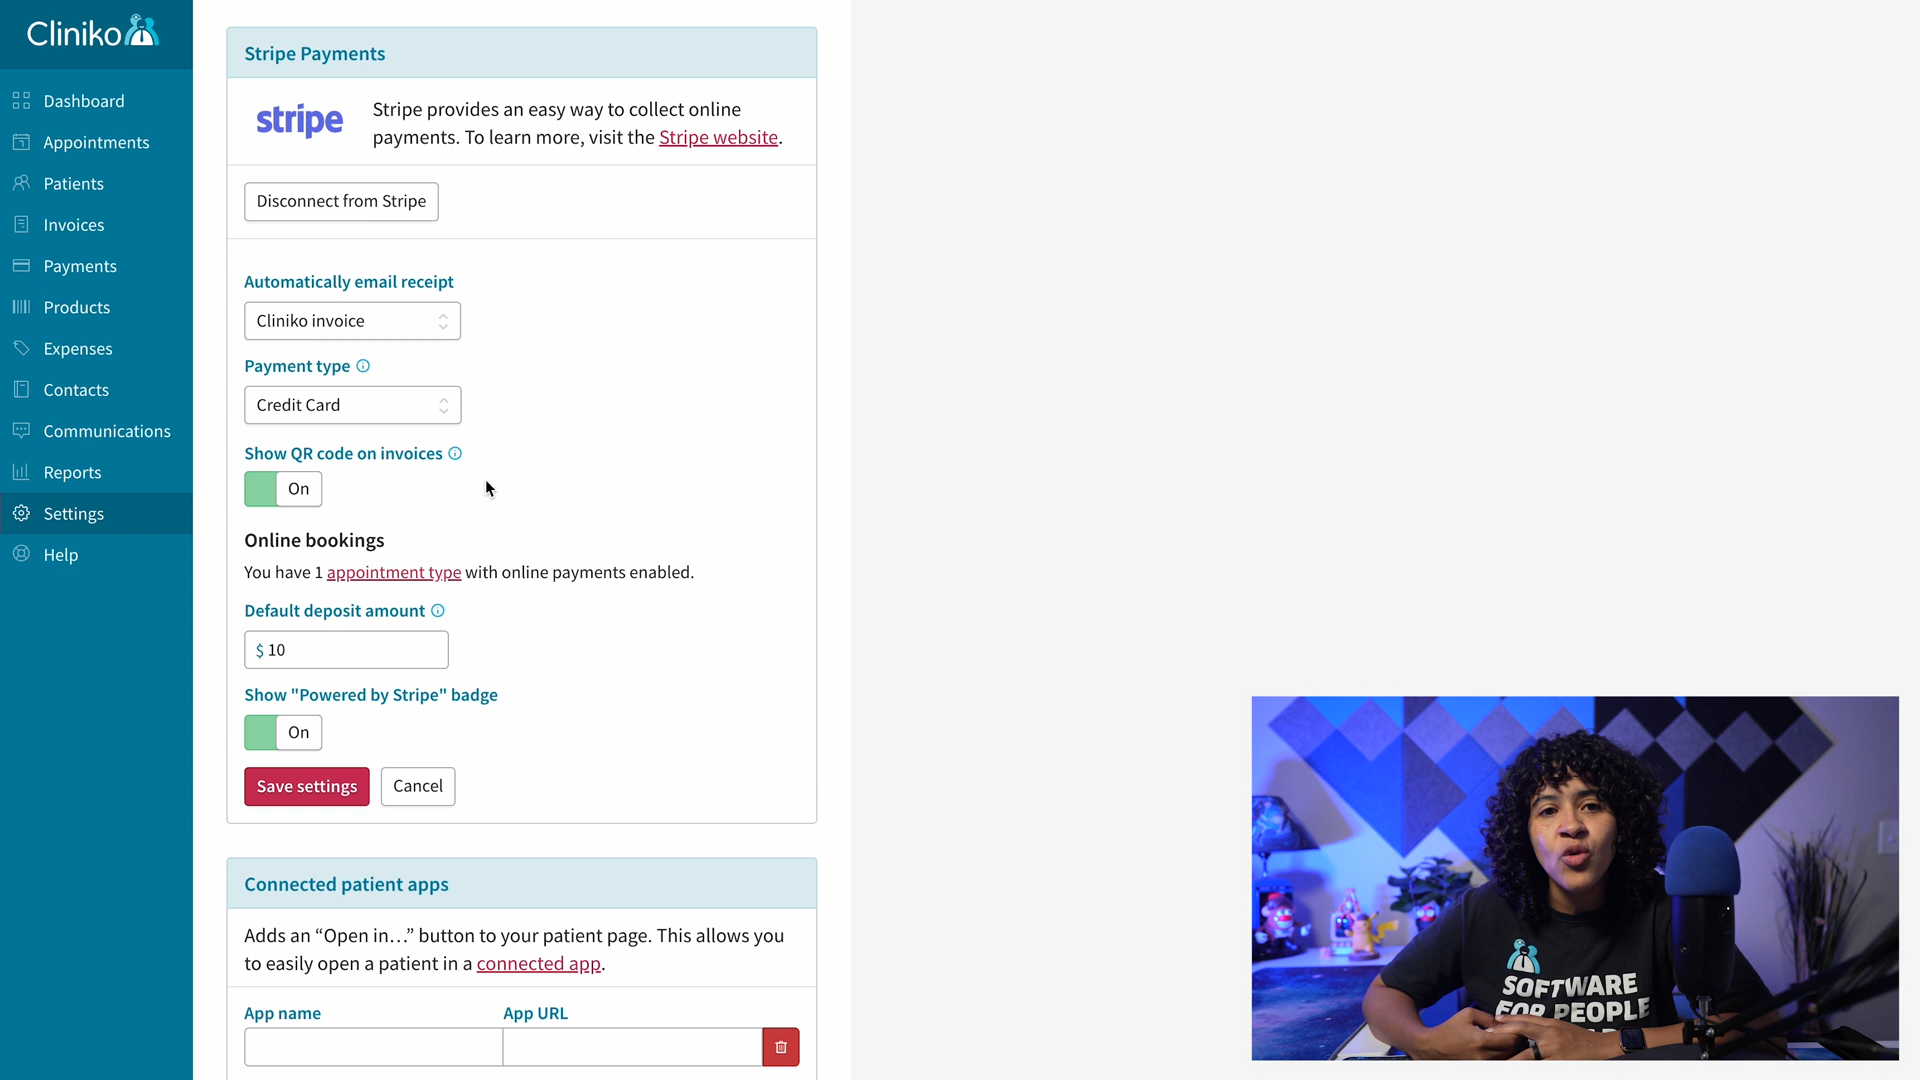 Cliniko
Dashboard
Appointments
Patients
Invoices
Payments
Products
Expenses
Contacts
Communications
Reports
Settings
Help
Stripe Payments
stripe
Stripe provides an easy way to collect online
payments. To learn more, visit the Stripe website.
Disconnect from Stripe
Automatically email receipt
Cliniko invoice
Payment type
Credit Card
Show QR code on invoices
On
Online bookings
You have 1 appointment type with online payments enabled.
Default deposit amount
$ 10
Show "Powered by Stripe" badge
On
Save settings
Cancel
Connected patient apps
Adds an “Open in…” button to your patient page. This allows you
to easily open a patient in a connected app.
App name
App URL
SOFTWARE
FOR PEOPLE